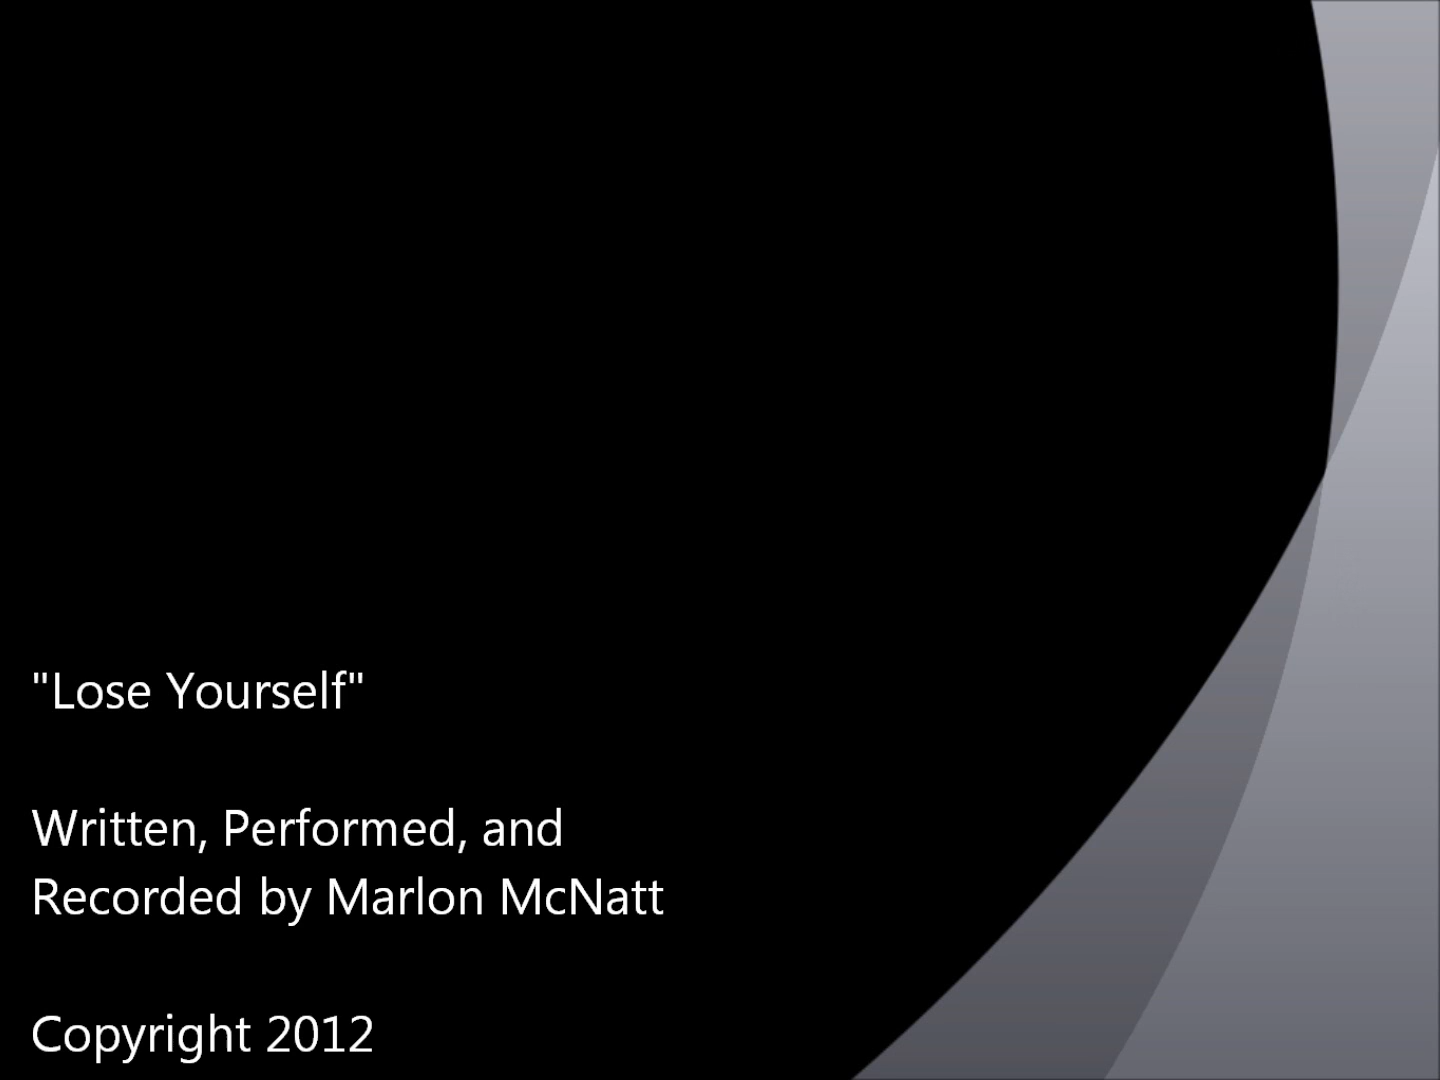 "Lose Yourself"
Written, Performed, and
Recorded by Marlon McNatt
Copyright 2012